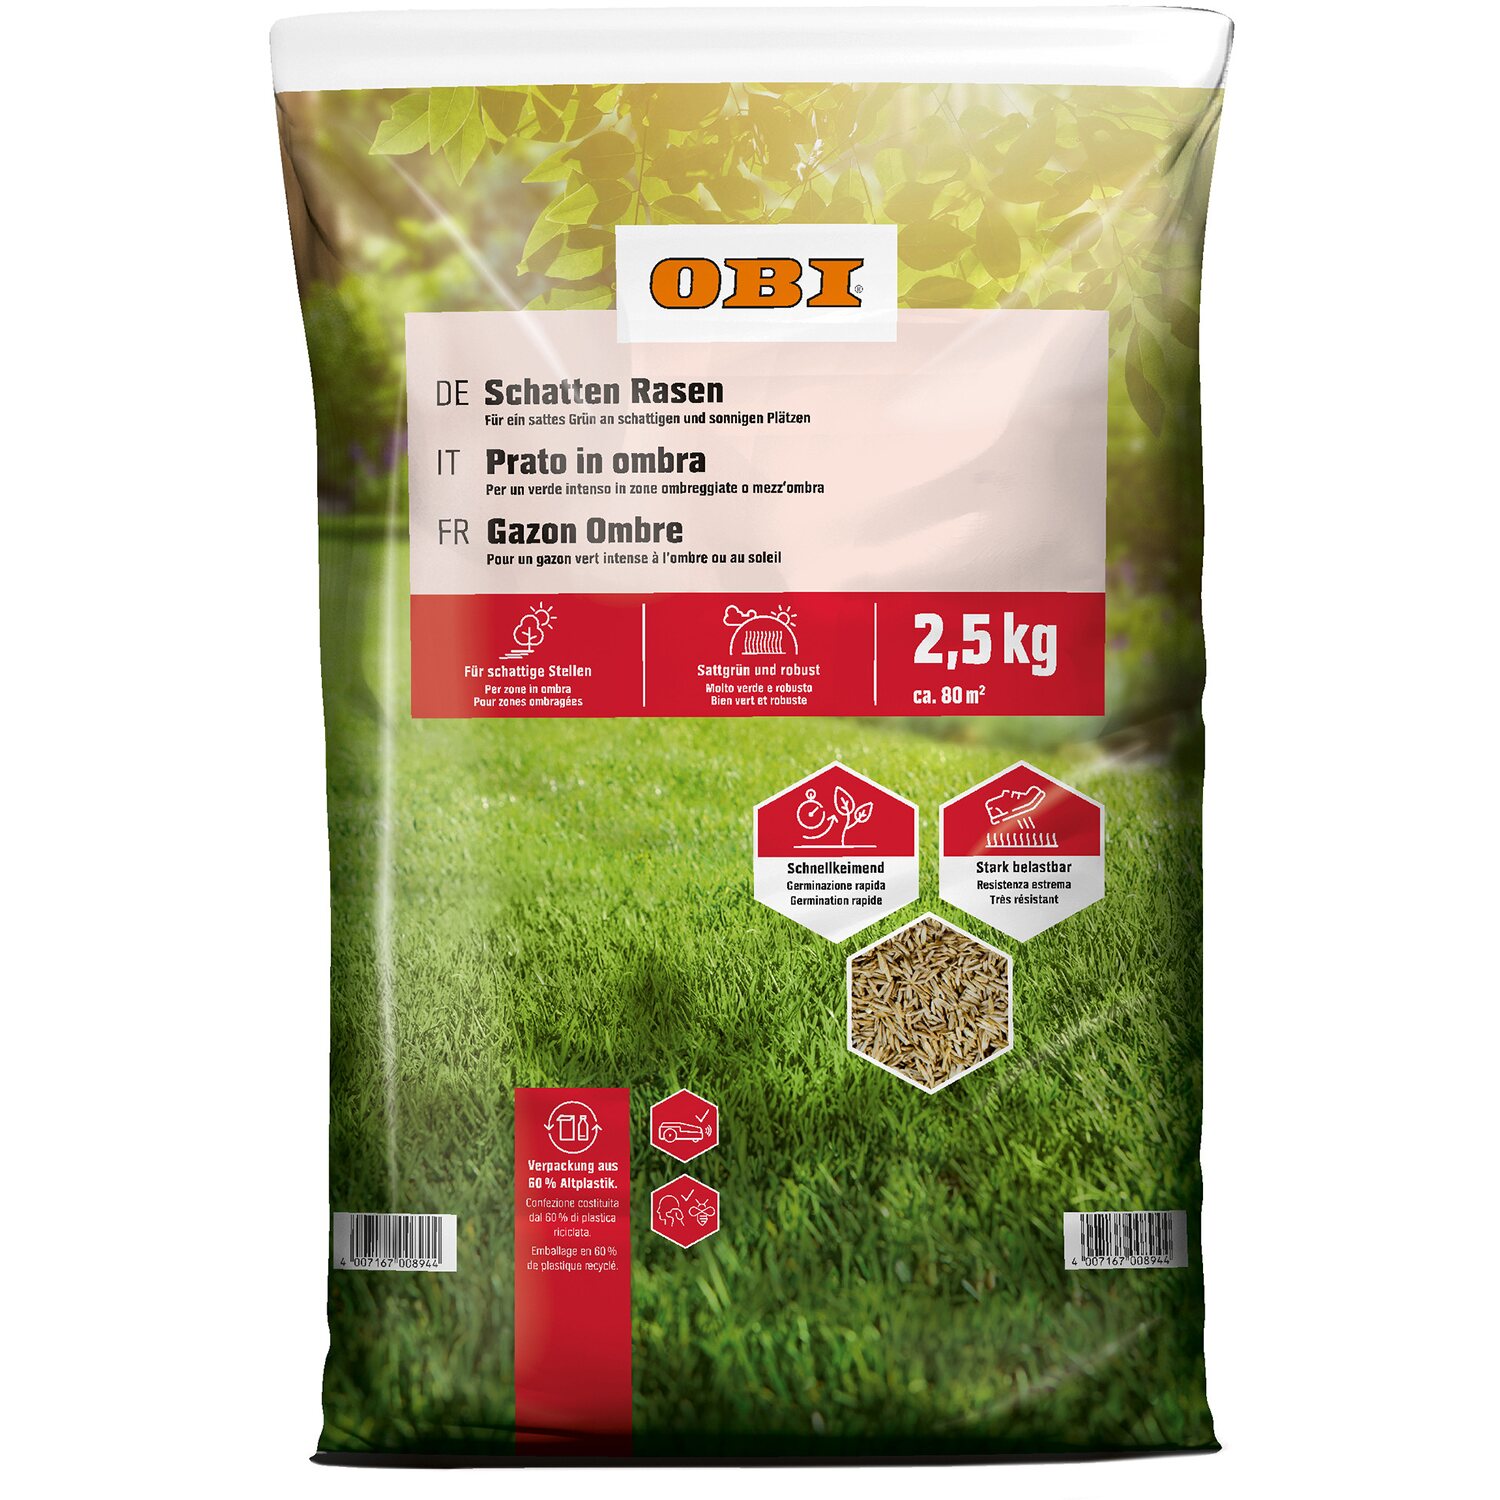 OBI®
DE Schatten Rasen
Für ein sattes Grün an schattigen und sonnigen Plätzen
IT Prato in ombra
Per un verde intenso in zone ombreggiate o mezz'ombra
FR Gazon Ombre
Pour un gazon vert intense à l'ombre ou au soleil
Für schattige Stellen
Per zone in ombra
Pour zones ombragées
Sattgrün und robust
Molto verde e robusto
Bien vert et robuste
2,5 kg
ca. 80 m²
Schnellkeimend
Germinazione rapida
Germination rapide
Stark belastbar
Resistenza estrema
Très résistant
Verpackung aus
60 % Altplastik.
Confezione costituita
dal 60 % di plastica
riciclata.
Emballage en 60 %
de plastique recyclé.
4 007167 008944
4 007167 008944